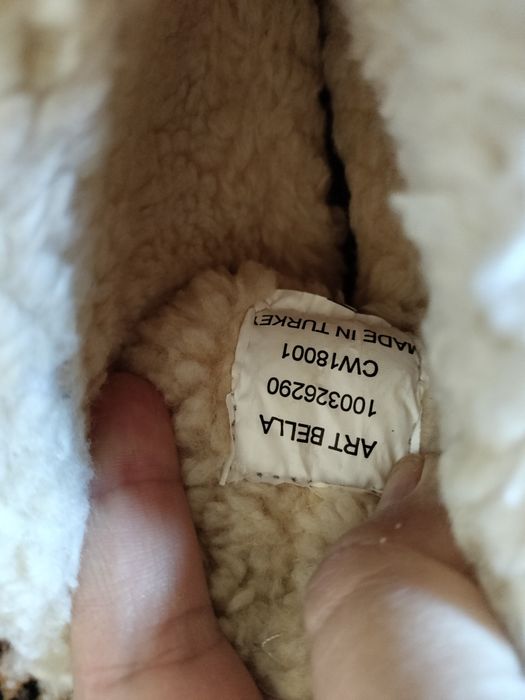 ART BELLA
100326290
CW18001
MADE IN TURKEY